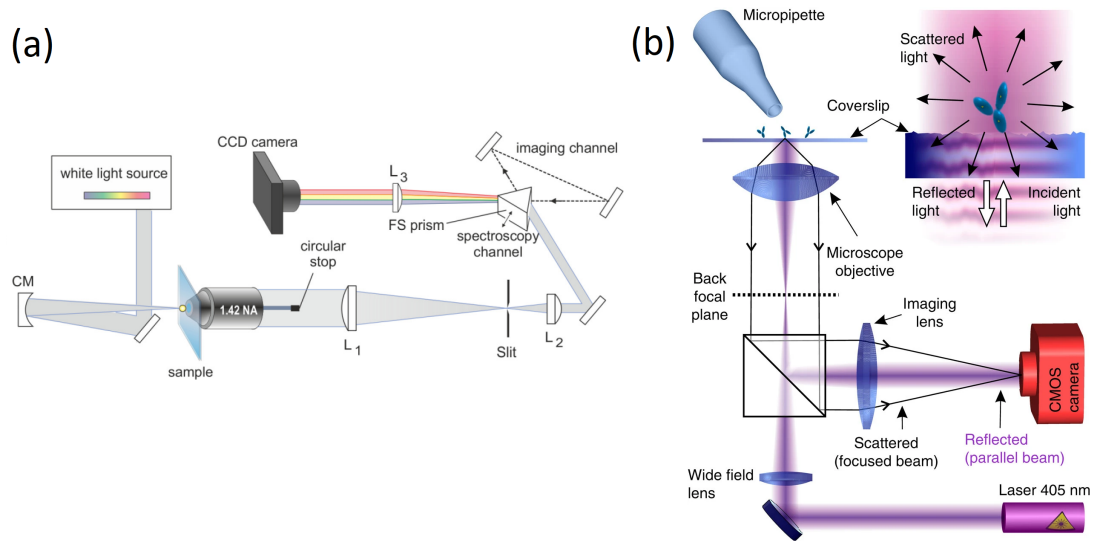 (a)
white light source
CM
sample
1.42 NA
circular
stop
L1
Slit
L2
CCD camera
L3
FS prism
spectroscopy
channel
imaging channel
(b)
Micropipette
Coverslip
Scattered
light
Reflected
light
Incident
light
Microscope
objective
Back
focal
plane
Imaging
lens
CMOS
camera
Scattered
(focused beam)
Reflected
(parallel beam)
Wide field
lens
Laser 405 nm